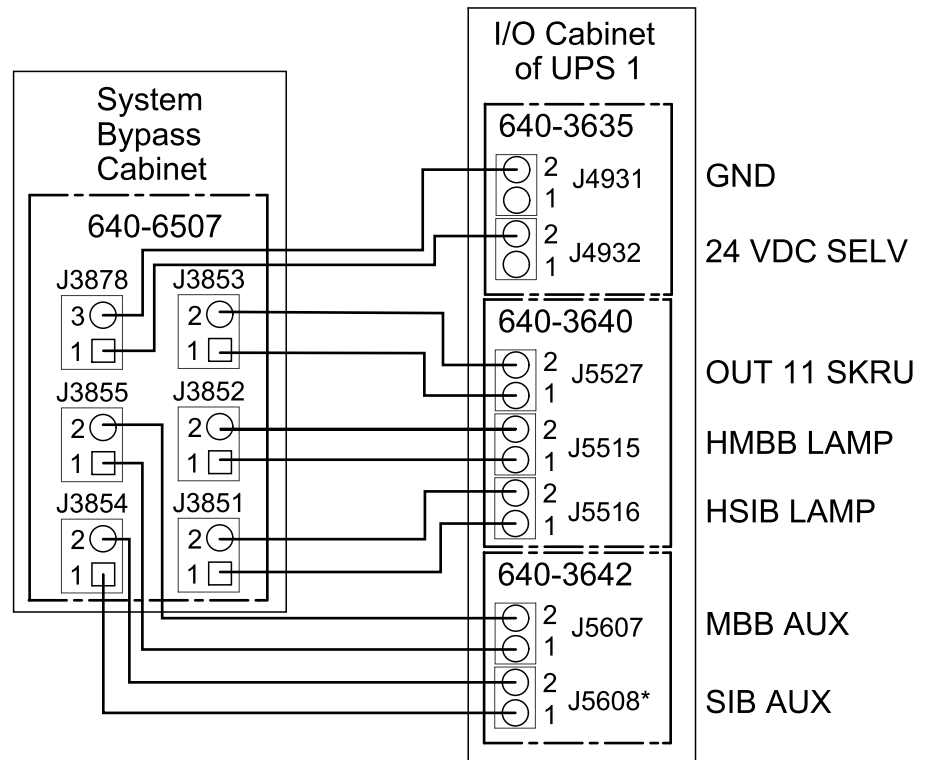 System
Bypass
Cabinet
640-6507
J3878
3
1
J3853
2
1
J3855
2
1
J3852
2
1
J3854
2
1
J3851
2
1
I/O Cabinet
of UPS 1
640-3635
2
J4931
1
GND
2
J4932
1
24 VDC SELV
640-3640
2
J5527
1
OUT 11 SKRU
2
J5515
1
HMBB LAMP
2
J5516
1
HSIB LAMP
640-3642
2
J5607
1
MBB AUX
2
J5608*
1
SIB AUX